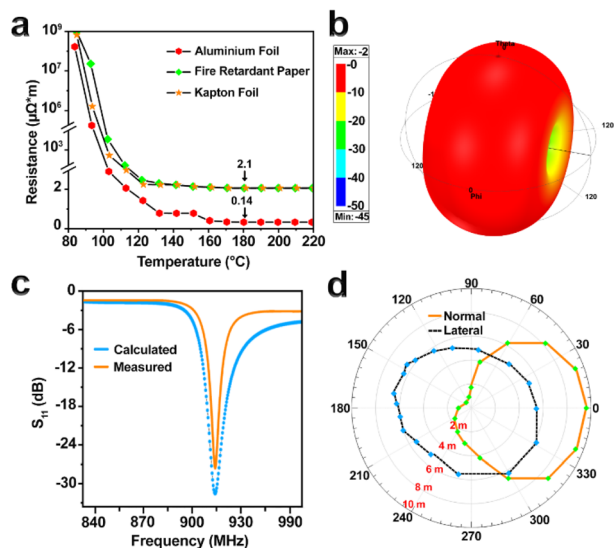 a
10⁹
10⁷
10⁶
10³
2
0
Resistance (μΩ*m)
Aluminium Foil
Fire Retardant Paper
Kapton Foil
2.1
0.14
80 100 120 140 160 180 200 220
Temperature (°C)
b
Max: -2
-0
-10
-20
-30
-40
-50
Min: -45
Theta
0
120
120
120
0
Phi
c
0
-6
-12
-18
-24
-30
S₁₁ (dB)
Calculated
Measured
840 870 900 930 990
Frequency (MHz)
d
Normal
Lateral
90
120 60
150 30
180 0
210 330
240 300
270
2 m
4 m
6 m
8 m
10 m